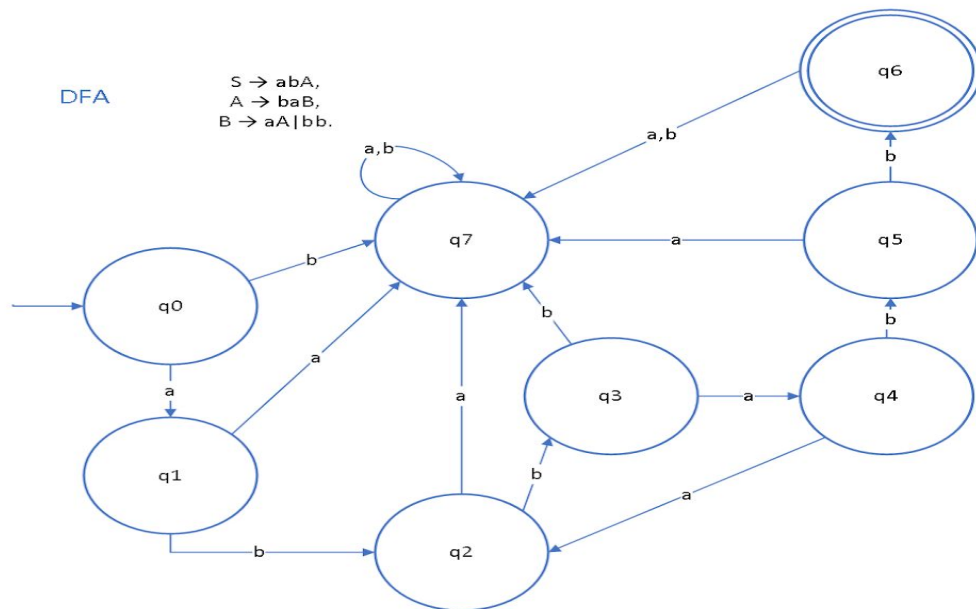 q6
DFA
S → abA,
A → baB,
B → aA|bb.
a,b
a,b
b
q7
a
q5
b
q0
b
b
a
a
a
q3
a
q4
q1
b
a
b
q2